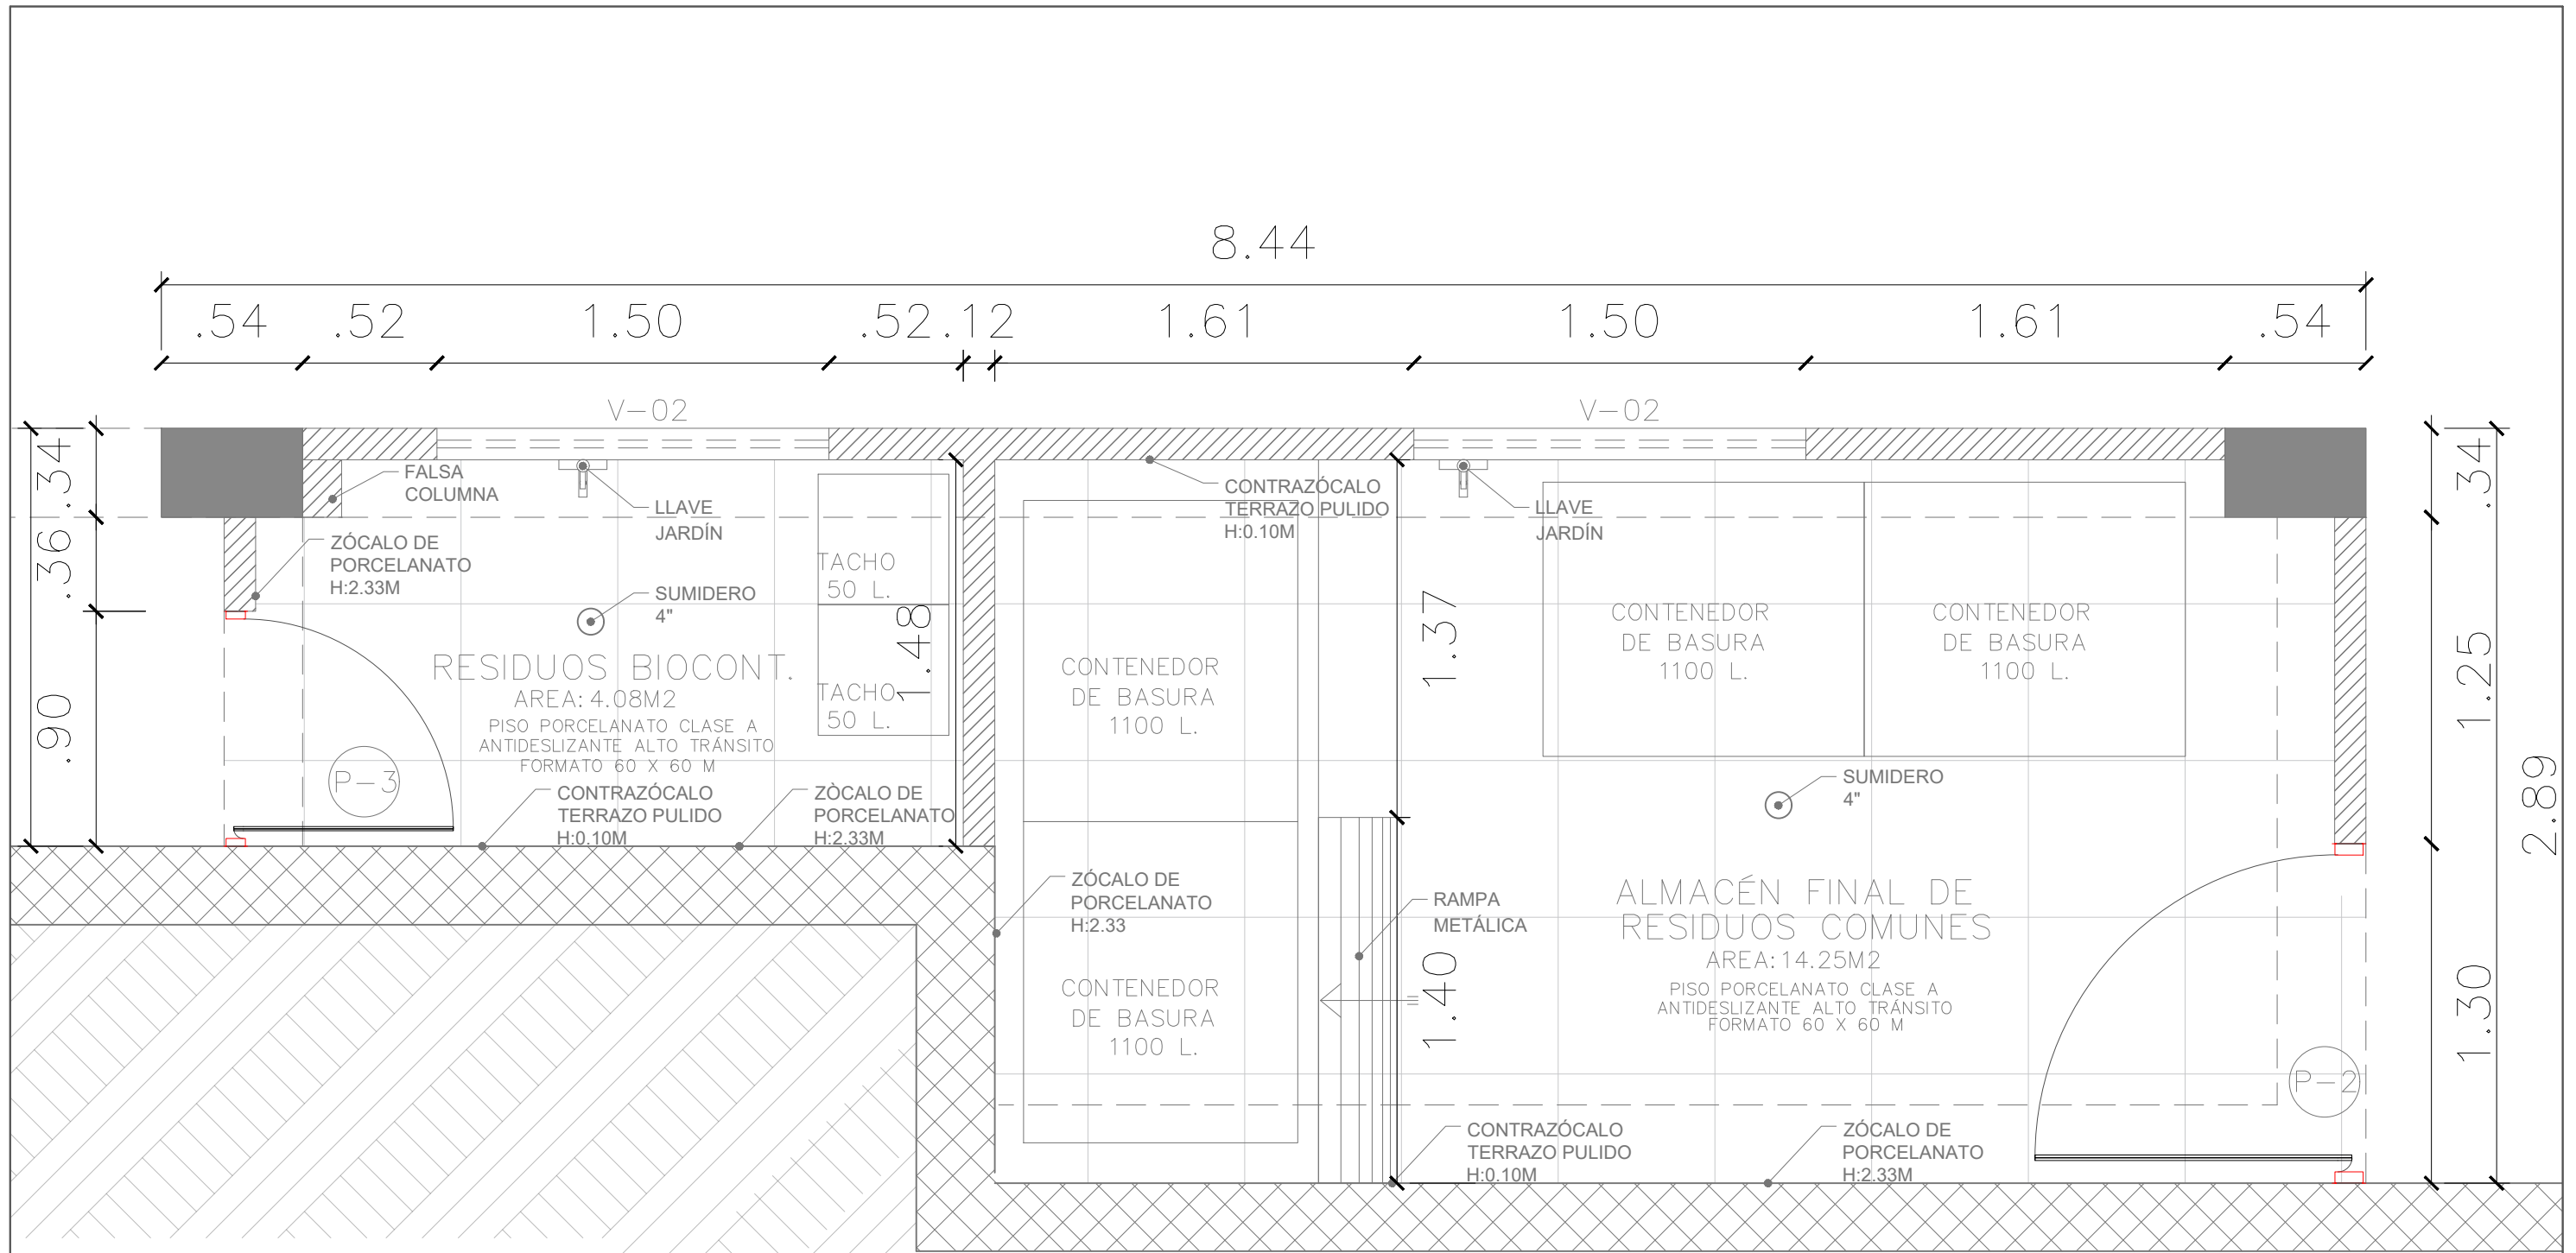 8.44
.54
.52
1.50
.52
.12
1.61
1.50
1.61
.54
V-02
V-02
.34
.36
.90
FALSA
COLUMNA
ZÓCALO DE
PORCELANATO
H:2.33M
LLAVE
JARDÍN
SUMIDERO
4"
TACHO
50 L.
TACHO
50 L.
1.48
RESIDUOS BIOCONT.
AREA:4.08M2
PISO PORCELANATO CLASE A
ANTIDESLIZANTE ALTO TRÁNSITO
FORMATO 60 X 60 M
P-3
CONTRAZÓCALO
TERRAZO PULIDO
H:0.10M
ZÒCALO DE
PORCELANATO
H:2.33M
CONTRAZÓCALO
TERRAZO PULIDO
H:0.10M
CONTENEDOR
DE BASURA
1100 L.
ZÓCALO DE
PORCELANATO
H:2.33
CONTENEDOR
DE BASURA
1100 L.
1.37
1.40
RAMPA
METÁLICA
LLAVE
JARDÍN
CONTENEDOR
DE BASURA
1100 L.
CONTENEDOR
DE BASURA
1100 L.
SUMIDERO
4"
ALMACÉN FINAL DE
RESIDUOS COMUNES
AREA:14.25M2
PISO PORCELANATO CLASE A
ANTIDESLIZANTE ALTO TRÁNSITO
FORMATO 60 X 60 M
P-2
CONTRAZÓCALO
TERRAZO PULIDO
H:0.10M
ZÓCALO DE
PORCELANATO
H:2.33M
.34
1.25
1.30
2.89